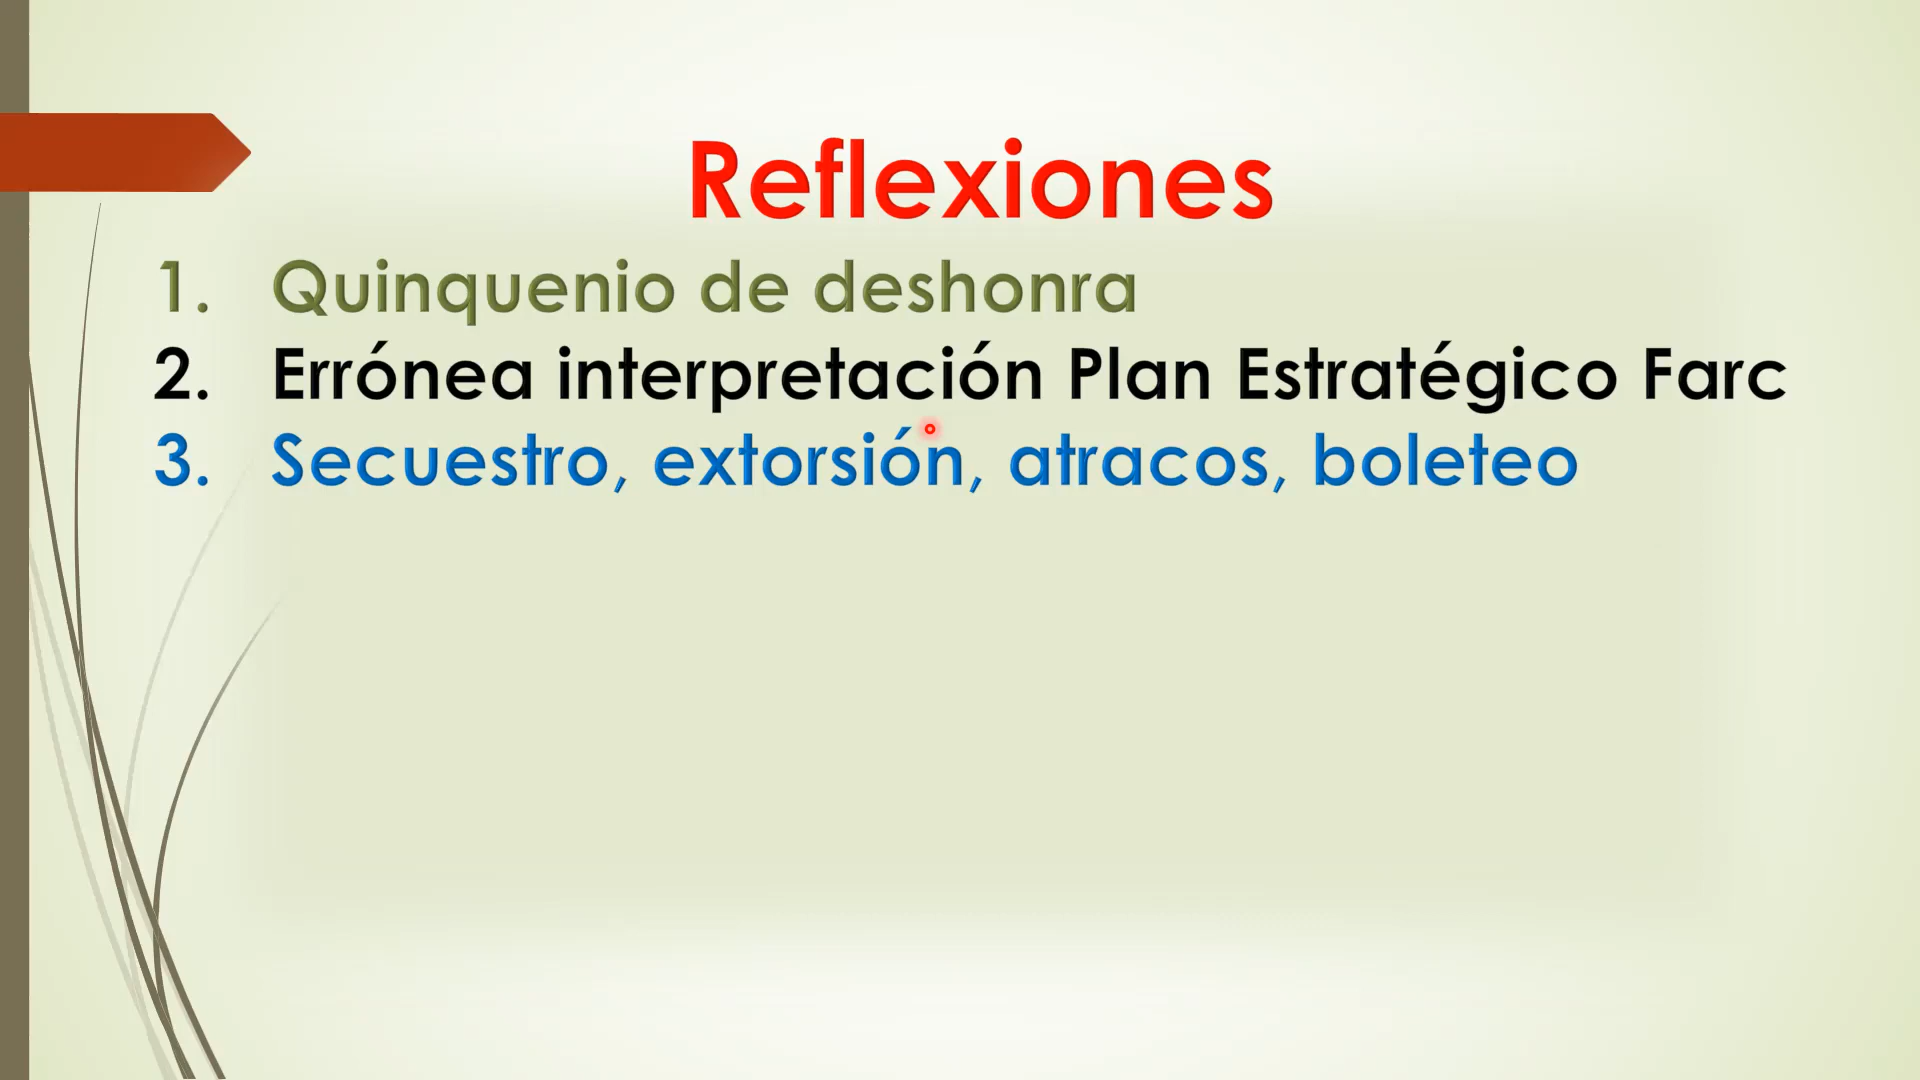 Reflexiones
1. Quinquenio de deshonra
2. Errónea interpretación Plan Estratégico Farc
3. Secuestro, extorsión, atracos, boleteo